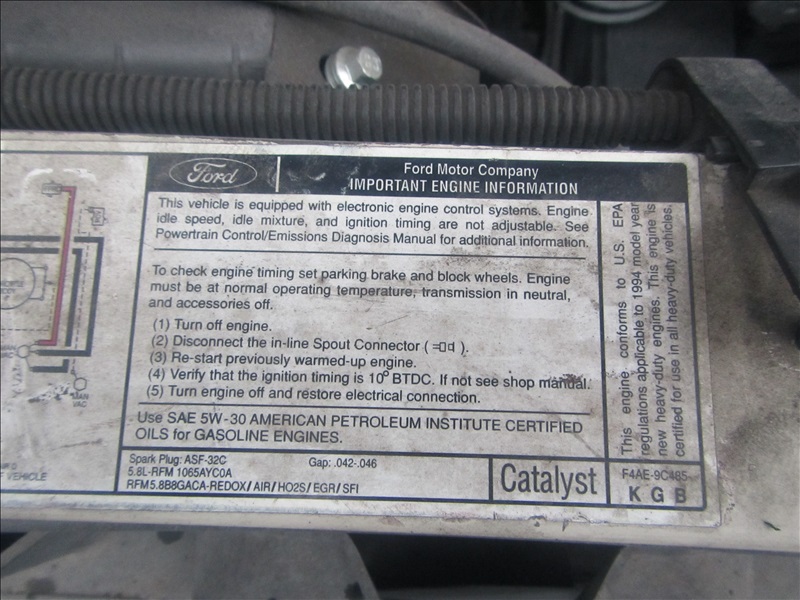 Ford
Ford Motor Company
IMPORTANT ENGINE INFORMATION
This vehicle is equipped with electronic engine control systems. Engine
idle speed, idle mixture, and ignition timing are not adjustable. See
Powertrain Control/Emissions Diagnosis Manual for additional information.
To check engine timing set parking brake and block wheels. Engine
must be at normal operating temperature, transmission in neutral,
and accessories off.
(1) Turn off engine.
(2) Disconnect the in-line Spout Connector ( ).
(3) Re-start previously warmed-up engine.
(4) Verify that the ignition timing is 10° BTDC. If not see shop manual.
(5) Turn engine off and restore electrical connection.
Use SAE 5W-30 AMERICAN PETROLEUM INSTITUTE CERTIFIED
OILS for GASOLINE ENGINES.
Spark Plug: ASF-32C Gap: .042-.046
5.8L-RFM 1065AYC0A
RFM5.8B8GACA-REDOX/AIR/HO2S/EGR/SFI
Catalyst
This engine conforms to U.S. EPA
regulations applicable to 1994 model year
new heavy-duty engines. This engine is
certified for use in all heavy-duty vehicles.
F4AE-9C485-
K G B
MAN
VAC
VEHICLE